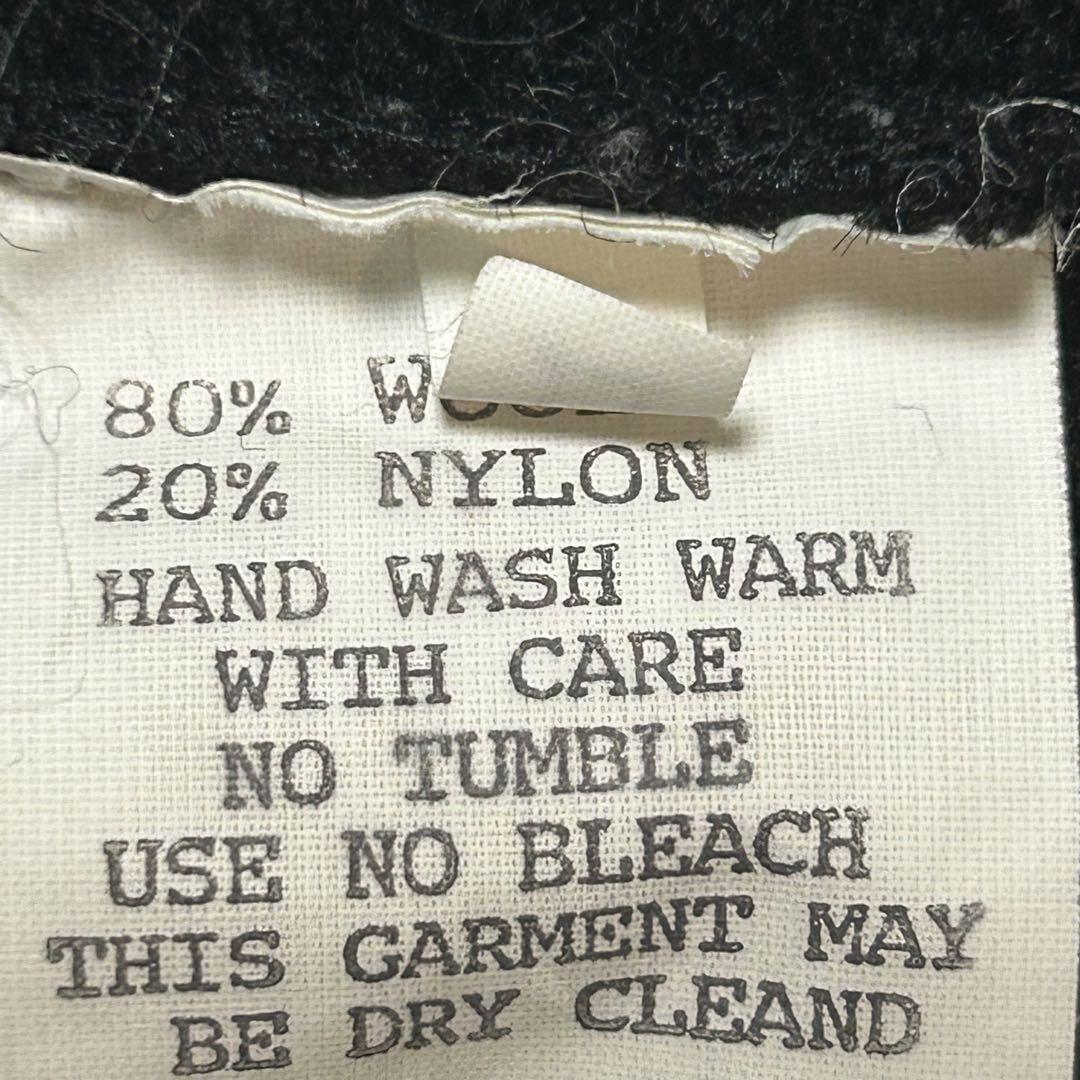 80% WOOL
20% NYLON
HAND WASH WARM
WITH CARE
NO TUMBLE
USE NO BLEACH
THIS GARMENT MAY
BE DRY CLEAND